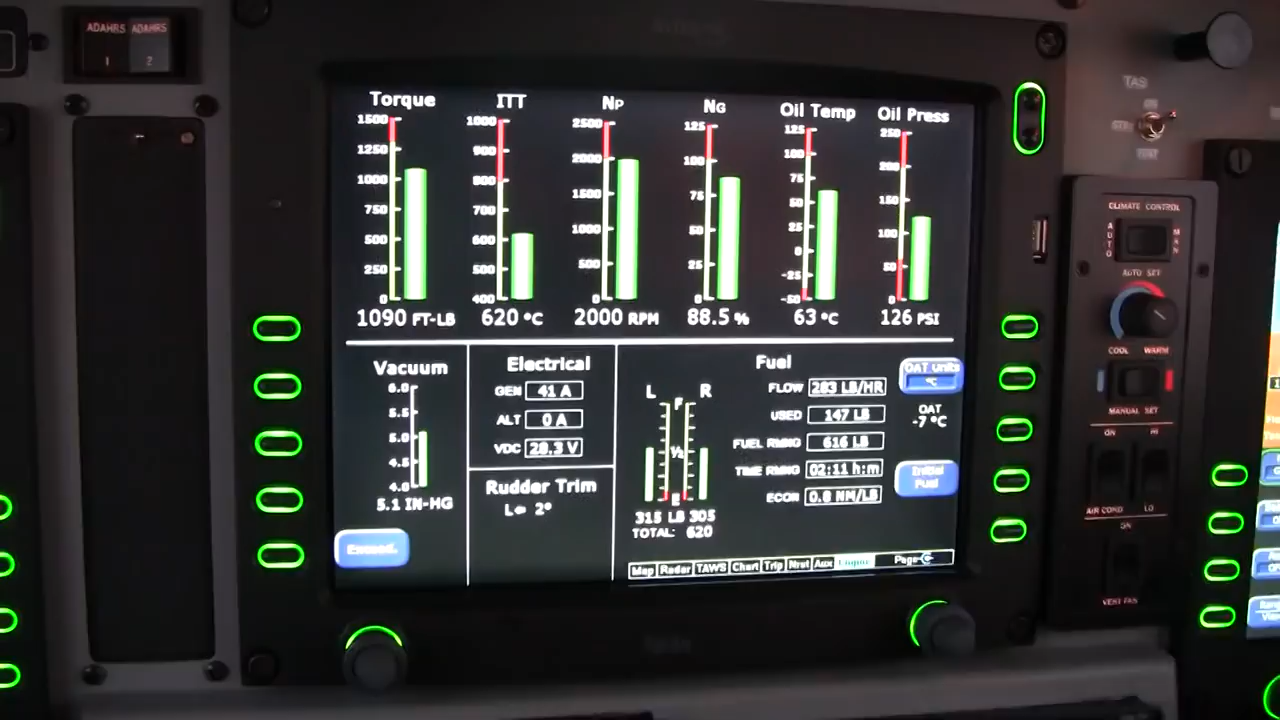 ADAHRS ADAHRS
1 2
Torque ITT NP NG Oil Temp Oil Press
1500 1000 2500 125 125 250
1250 900 2000 100 100 200
1000 800 1500 75 75 150
750 700 1000 50 50 100
500 600 500 25 25 50
250 500 0 0 0 0
0 400 -25
-50
1090 FT-LB 620 °C 2000 RPM 88.5 % 63 °C 126 PSI
Vacuum
6.0
5.5
5.0
4.5
4.0
5.1 IN-HG
Electrical
GEN 41 A
ALT 0 A
VDC 28.3 V
Rudder Trim
L⇦ 2°
Fuel
L R
F
½
E
315 LB 305
TOTAL: 620
FLOW 283 LB/HR
USED 147 LB
FUEL RMNG 616 LB
TIME RMNG 02:11 h:m
ECON 0.8 NM/LB
OAT Units
°C
OAT
-7 °C
Initial
Fuel
Map Radar TAWS Chart Trip Nrst Aux Engine Page
TAS
ON
TEST
CLIMATE CONTROL
AUTO MAN
AUTO SET
COOL WARM
MANUAL SET
ON HI
AIR COND LO
ON
VENT FAN